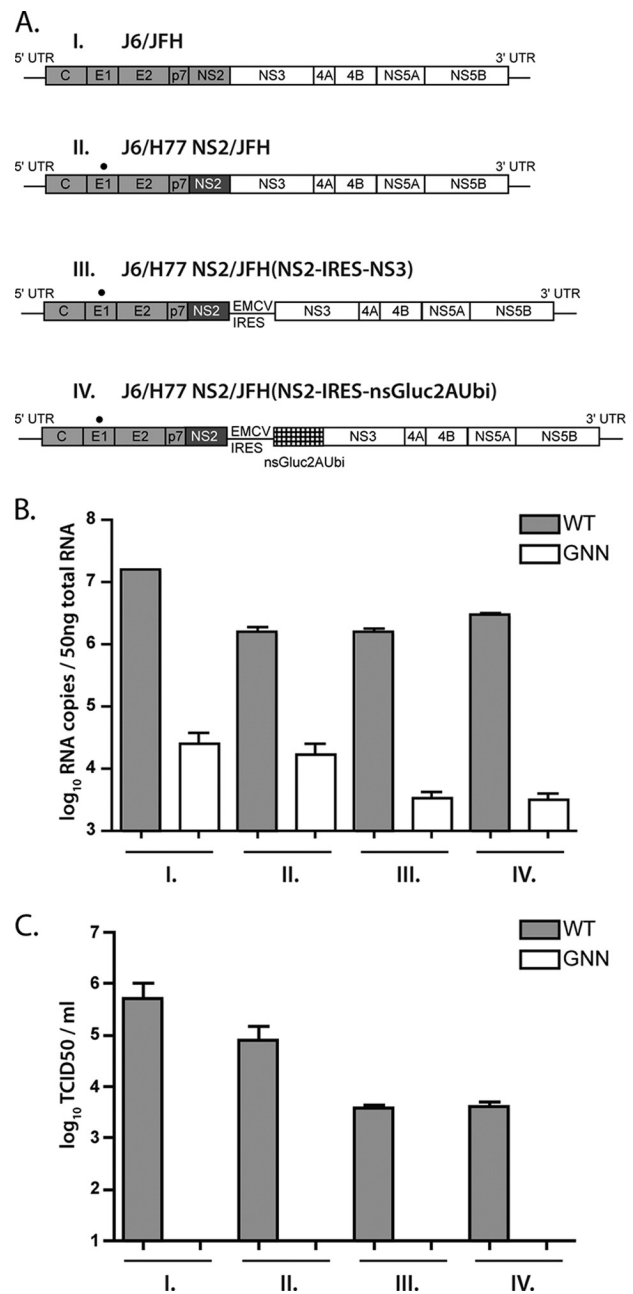 A.
I. J6/JFH
5' UTR 3' UTR
C E1 E2 p7 NS2 NS3 4A 4B NS5A NS5B
II. J6/H77 NS2/JFH
5' UTR 3' UTR
C E1 E2 p7 NS2 NS3 4A 4B NS5A NS5B
III. J6/H77 NS2/JFH(NS2-IRES-NS3)
5' UTR 3' UTR
C E1 E2 p7 NS2 EMCV IRES NS3 4A 4B NS5A NS5B
IV. J6/H77 NS2/JFH(NS2-IRES-nsGluc2AUbi)
5' UTR 3' UTR
C E1 E2 p7 NS2 EMCV IRES NS3 4A 4B NS5A NS5B
nsGluc2AUbi
B.
log10 RNA copies / 50ng total RNA
8
7
6
5
4
3
WT
GNN
I. II. III. IV.
C.
log10 TCID50 / ml
7
6
5
4
3
2
1
WT
GNN
I. II. III. IV.